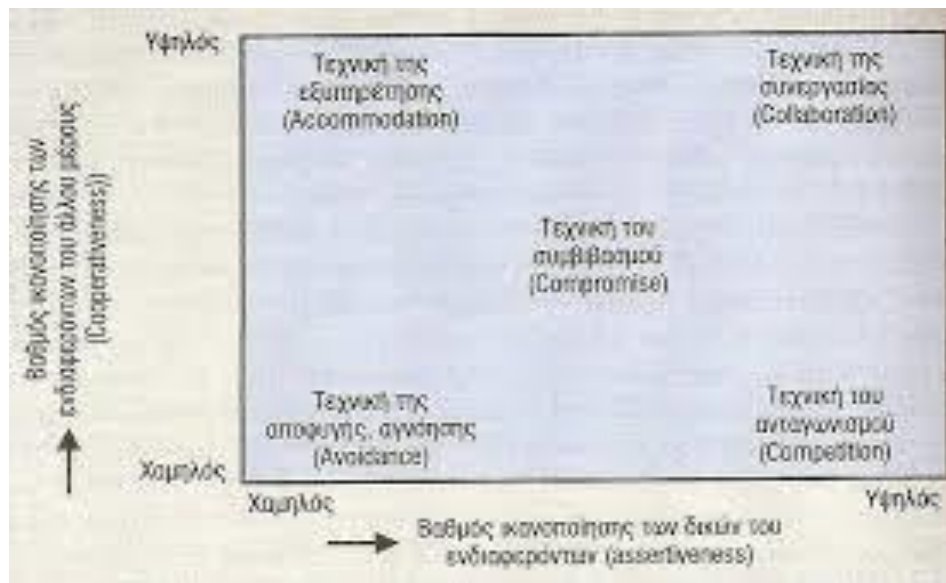 Υψηλός
Τεχνική της
εξυπηρέτησης
(Accommodation)
Τεχνική της
συνεργασίας
(Collaboration)
Βαθμός ικανοποίησης των
ενδιαφερόντων του άλλου μέρους
(Cooperativeness))
Τεχνική του
συμβιβασμού
(Compromise)
Τεχνική της
αποφυγής, αγνόησης
(Avoidance)
Τεχνική του
ανταγωνισμού
(Competition)
Χαμηλός
Χαμηλός
Υψηλός
Βαθμός ικανοποίησης των δικών του
ενδιαφερόντων (assertiveness)